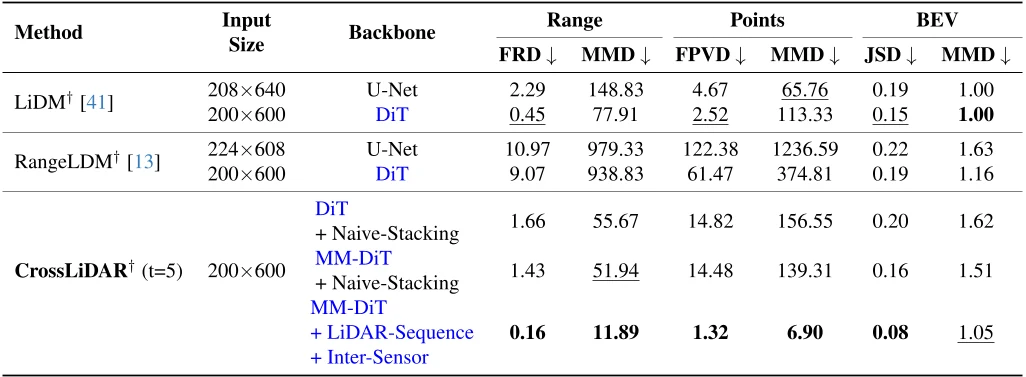 Method Input Size Backbone Range Points BEV
FRD ↓ MMD ↓ FPVD ↓ MMD ↓ JSD ↓ MMD ↓
LiDM† [41] 208×640 U-Net 2.29 148.83 4.67 65.76 0.19 1.00
200×600 DiT 0.45 77.91 2.52 113.33 0.15 1.00
RangeLDM† [13] 224×608 U-Net 10.97 979.33 122.38 1236.59 0.22 1.63
200×600 DiT 9.07 938.83 61.47 374.81 0.19 1.16
CrossLiDAR† (t=5) 200×600
DiT
+ Naive-Stacking
1.66 55.67 14.82 156.55 0.20 1.62
MM-DiT
+ Naive-Stacking
1.43 51.94 14.48 139.31 0.16 1.51
MM-DiT
+ LiDAR-Sequence
+ Inter-Sensor
0.16 11.89 1.32 6.90 0.08 1.05